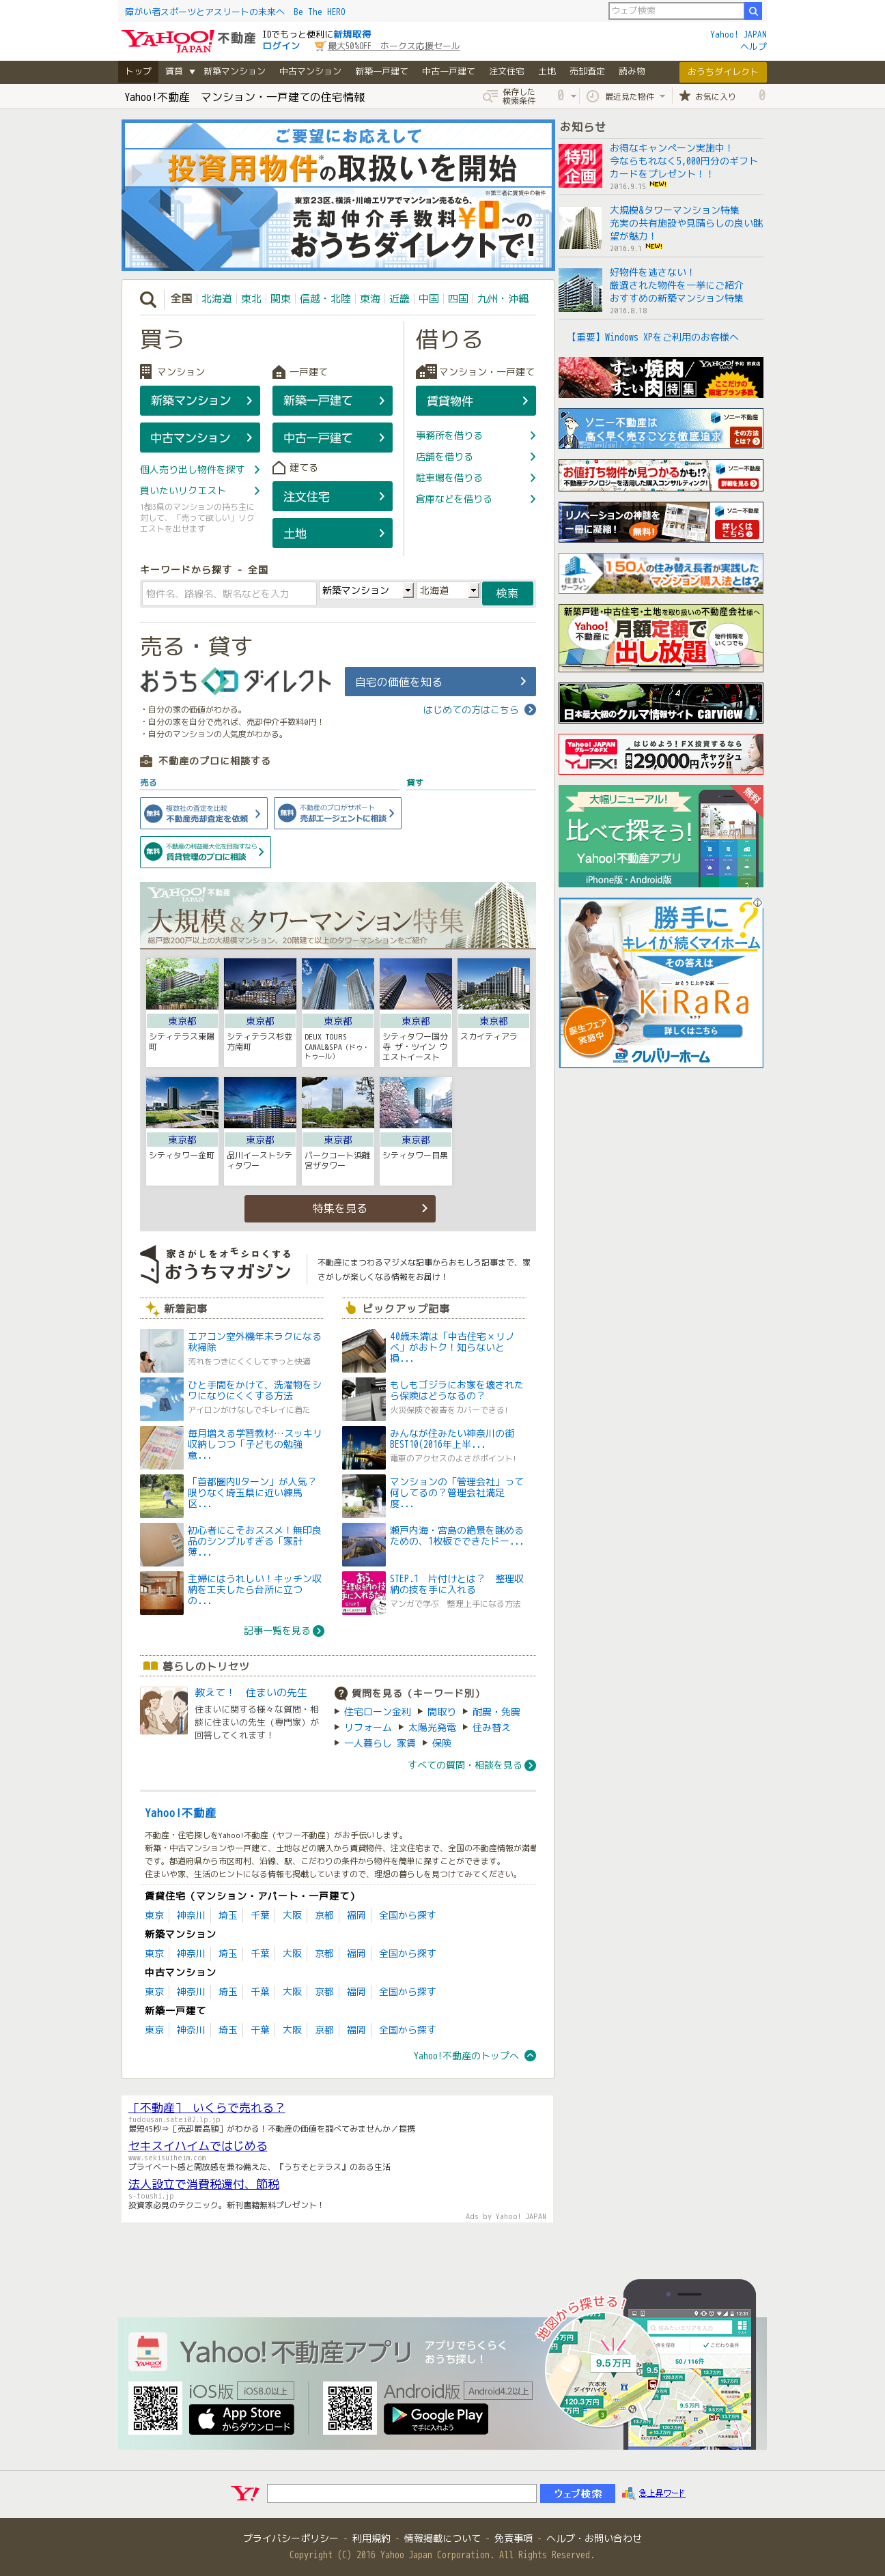 障がい者スポーツとアスリートの未来へ　Be The HERO
ウェブ検索
YAHOO! JAPAN 不動産
IDでもっと便利に新規取得
ログイン
最大50%OFF　ホークス応援セール
Yahoo! JAPAN
ヘルプ
トップ 賃貸 ▼ 新築マンション 中古マンション 新築一戸建て 中古一戸建て 注文住宅 土地 売却査定 読み物 おうちダイレクト
Yahoo!不動産　マンション・一戸建ての住宅情報
保存した
検索条件
0
最近見た物件
お気に入り
0
ご要望にお応えして
投資用物件※の取扱いを開始
※第三者に賃貸中の物件
東京23区、横浜・川崎エリアでマンション売るなら、
売却仲介手数料¥0～の
おうちダイレクトで!
お知らせ
特別
企画
お得なキャンペーン実施中！
今ならもれなく5,000円分のギフト
カードをプレゼント！！
2016.9.15 NEW!
大規模&タワーマンション特集
充実の共有施設や見晴らしの良い眺
望が魅力！
2016.9.1 NEW!
好物件を逃さない！
厳選された物件を一挙にご紹介
おすすめの新築マンション特集
2016.8.18
【重要】Windows XPをご利用のお客様へ
全国 北海道 東北 関東 信越・北陸 東海 近畿 中国 四国 九州・沖縄
買う
マンション
新築マンション
中古マンション
個人売り出し物件を探す
買いたいリクエスト
1都3県のマンションの持ち主に
対して、「売って欲しい」リク
エストを出せます
一戸建て
新築一戸建て
中古一戸建て
建てる
注文住宅
土地
借りる
マンション・一戸建て
賃貸物件
事務所を借りる
店舗を借りる
駐車場を借りる
倉庫などを借りる
キーワードから探す - 全国
物件名、路線名、駅名などを入力
新築マンション
北海道
検索
売る・貸す
おうちダイレクト
自宅の価値を知る
・自分の家の価値がわかる。
・自分の家を自分で売れば、売却仲介手数料0円！
・自分のマンションの人気度がわかる。
はじめての方はこちら
不動産のプロに相談する
売る
貸す
無料
複数社の査定を比較
不動産売却査定を依頼
無料
不動産のプロがサポート
売却エージェントに相談
無料
不動産の利益最大化を目指すなら
賃貸管理のプロに相談
YAHOO! JAPAN 不動産
大規模&タワーマンション特集
総戸数200戸以上の大規模マンション、20階建て以上のタワーマンションをご紹介
東京都
シティテラス東陽
町
東京都
シティテラス杉並
方南町
東京都
DEUX TOURS
CANAL&SPA（ドゥ・
トゥール）
東京都
シティタワー国分
寺 ザ・ツイン ウ
エストイースト
東京都
スカイティアラ
東京都
シティタワー金町
東京都
品川イーストシテ
ィタワー
東京都
パークコート浜離
宮ザタワー
東京都
シティタワー目黒
特集を見る
家さがしをオモシロくする
おうちマガジン
不動産にまつわるマジメな記事からおもしろ記事まで、家
さがしが楽しくなる情報をお届け！
新着記事
エアコン室外機年末ラクになる
秋掃除
汚れをつきにくくしてずっと快適
ひと手間をかけて、洗濯物をシ
ワになりにくくする方法
アイロンがけなしでキレイに着た
毎月増える学習教材…スッキリ
収納しつつ「子どもの勉強
意...
「首都圏内Uターン」が人気？
限りなく埼玉県に近い練馬
区...
初心者にこそおススメ！無印良
品のシンプルすぎる「家計
簿...
主婦にはうれしい！キッチン収
納を工夫したら台所に立つ
の...
記事一覧を見る
ピックアップ記事
40歳未満は「中古住宅×リノ
ベ」がおトク！知らないと
損...
もしもゴジラにお家を壊された
ら保険はどうなるの？
火災保険で被害をカバーできる!
みんなが住みたい神奈川の街
BEST10(2016年上半...
電車のアクセスのよさがポイント!
マンションの「管理会社」って
何してるの？管理会社満足
度...
瀬戸内海・宮島の絶景を眺める
ための、1枚板でできたドー...
STEP.1　片付けとは？　整理収
納の技を手に入れる
マンガで学ぶ　整理上手になる方法
暮らしのトリセツ
教えて！　住まいの先生
住まいに関する様々な質問・相
談に住まいの先生（専門家）が
回答してくれます！
質問を見る（キーワード別）
住宅ローン金利 間取り 耐震・免震
リフォーム 太陽光発電 住み替え
一人暮らし 家賃 保険
すべての質問・相談を見る
Yahoo!不動産
不動産・住宅探しをYahoo!不動産（ヤフー不動産）がお手伝いします。
新築・中古マンションや一戸建て、土地などの購入から賃貸物件、注文住宅まで、全国の不動産情報が満載
です。都道府県から市区町村、沿線、駅、こだわりの条件から物件を簡単に探すことができます。
住まいや家、生活のヒントになる情報も掲載していますので、理想の暮らしを見つけてみてください。
賃貸住宅（マンション・アパート・一戸建て）
東京 神奈川 埼玉 千葉 大阪 京都 福岡 全国から探す
新築マンション
東京 神奈川 埼玉 千葉 大阪 京都 福岡 全国から探す
中古マンション
東京 神奈川 埼玉 千葉 大阪 京都 福岡 全国から探す
新築一戸建て
東京 神奈川 埼玉 千葉 大阪 京都 福岡 全国から探す
Yahoo!不動産のトップへ
すごい焼肉
すごい肉特集
YAHOO! JAPAN 予約 飲食店
ここだけの
限定プラン多数
ソニー不動産は
高く早く売ることを徹底追求
ソニー不動産
その方法
とは?
お値打ち物件が見つかるかも!?
不動産テクノロジーを活用した購入コンサルティング!
ソニー不動産
詳細を見る
リノベーションの神髄を
一冊に凝縮！
無料!
ソニー不動産
詳しくは
こちら
住まい
サーフィン
150人の住み替え長者が実践した
マンション購入法とは?
新築戸建・中古住宅・土地を取り扱いの不動産会社様へ
Yahoo!
不動産に
月額定額で
出し放題
物件情報を
いくつでも
日本最大級のクルマ情報サイト carview!
Yahoo! JAPAN
グループのFX
YJFX!
はじめよう！FX投資するなら
29000円キャッシュ
バック!!
大幅リニューアル！
比べて探そう!
Yahoo!不動産アプリ
iPhone版・Android版
無料
勝手に?
キレイが続くマイホーム
その答えは
おそうじ上手な家
KiRaRa
詳しくはこちら
誕生フェア
実施中
クレバリーホーム
［不動産］ いくらで売れる？
fudousan.satei02.lp.jp
最短45秒⇒［売却最高額］がわかる！不動産の価値を調べてみませんか／提携
セキスイハイムではじめる
www.sekisuiheim.com
プライベート感と開放感を兼ね備えた、『うちそとテラス』のある生活
法人設立で消費税還付、節税
s-toushi.jp
投資家必見のテクニック。新刊書籍無料プレゼント！
Ads by Yahoo! JAPAN
Yahoo!不動産アプリ
アプリでらくらく
おうち探し！
iOS版 iOS8.0以上
App Store
からダウンロード
Android版 Android4.2以上
Google Play
で手に入れよう
地図から探せる!
9.5万円
六本木
ダイヤハイツ
120.3万円
12:31
住みたいエリアを入力
こだわり条件
50 / 116件
ウェブ検索
急上昇ワード
プライバシーポリシー - 利用規約 - 情報掲載について - 免責事項 - ヘルプ・お問い合わせ
Copyright (C) 2016 Yahoo Japan Corporation. All Rights Reserved.